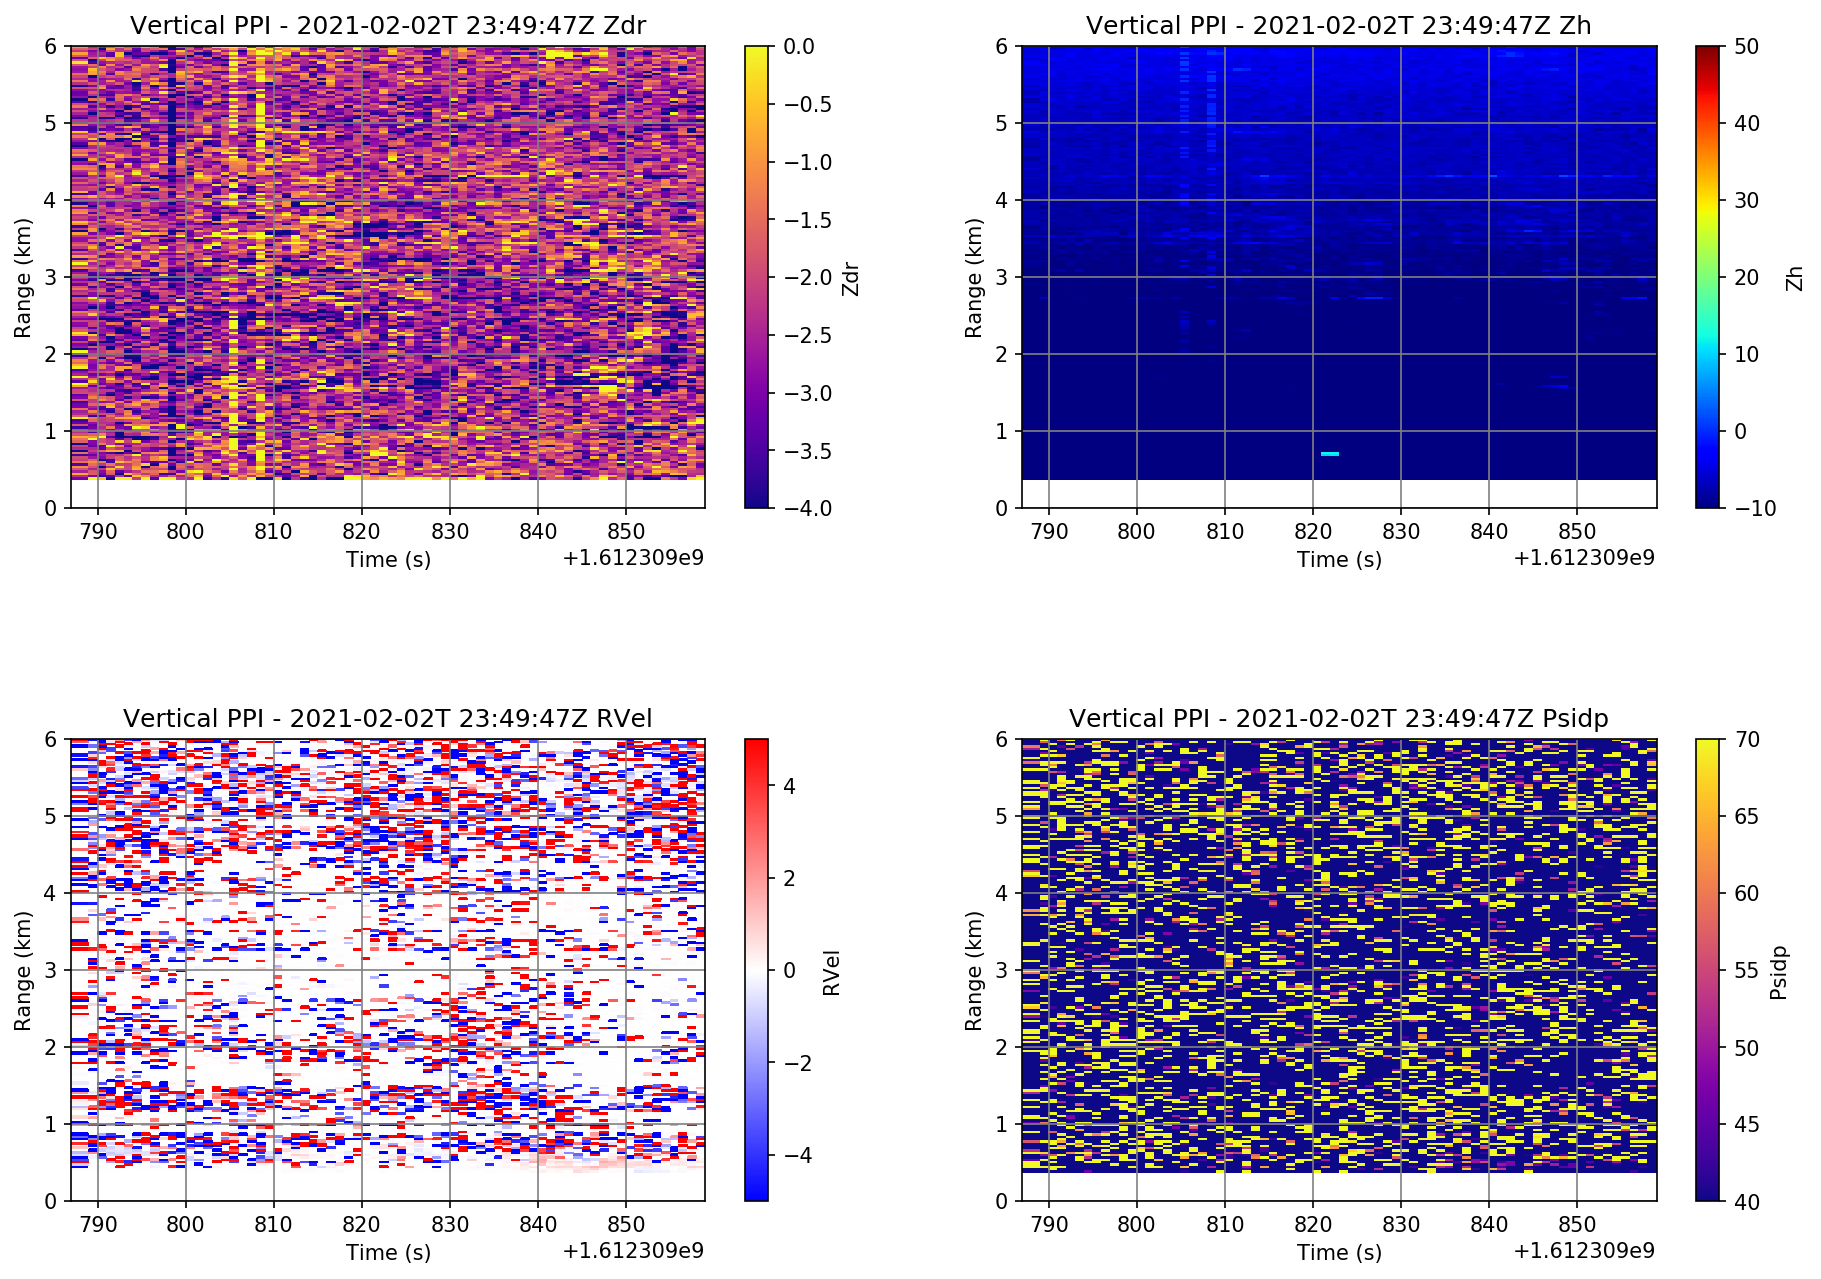 Vertical PPI - 2021-02-02T 23:49:47Z Zdr
6
5
4
3
2
1
0
Range (km)
790 800 810 820 830 840 850
Time (s)
+1.612309e9
0.0
−0.5
−1.0
−1.5
−2.0
−2.5
−3.0
−3.5
−4.0
Zdr
Vertical PPI - 2021-02-02T 23:49:47Z Zh
6
5
4
3
2
1
0
Range (km)
790 800 810 820 830 840 850
Time (s)
+1.612309e9
50
40
30
20
10
0
−10
Zh
Vertical PPI - 2021-02-02T 23:49:47Z RVel
6
5
4
3
2
1
0
Range (km)
790 800 810 820 830 840 850
Time (s)
+1.612309e9
4
2
0
−2
−4
RVel
Vertical PPI - 2021-02-02T 23:49:47Z Psidp
6
5
4
3
2
1
0
Range (km)
790 800 810 820 830 840 850
Time (s)
+1.612309e9
70
65
60
55
50
45
40
Psidp